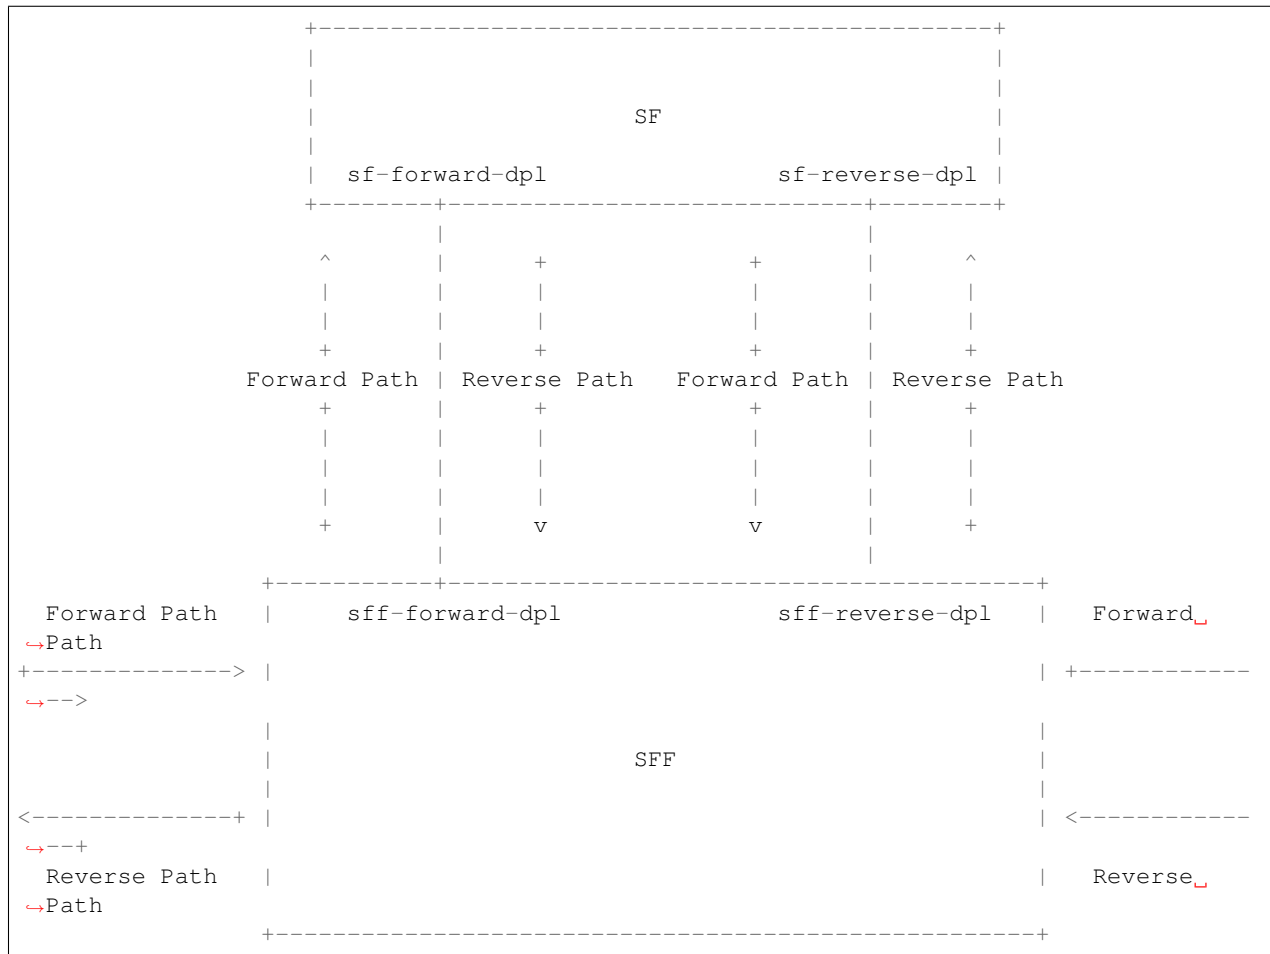 +-----------------------------------------------+
|                                               |
|                                               |
|                      SF                       |
|                                               |
|  sf-forward-dpl                sf-reverse-dpl |
+--------+-----------------------------+--------+
|                             |
^       |      +              +       |      ^
|       |      |              |       |      |
|       |      |              |       |      |
+       |      +              +       |      +
Forward Path | Reverse Path   Forward Path | Reverse Path
+       |      +              +       |      +
|       |      |              |       |      |
|       |      |              |       |      |
|       |      |              |       |      |
+       |      v              v       |      +
|                             |
+-----------+-----------------------------------------+
Forward Path   |     sff-forward-dpl               sff-reverse-dpl   |   Forward␣
↪Path
+--------------> |                                                     | +------------
↪-->
|                                                     |
|                         SFF                         |
|                                                     |
<--------------+ |                                                     | <------------
↪--+
Reverse Path   |                                                     |   Reverse␣
↪Path
+-----------------------------------------------------+